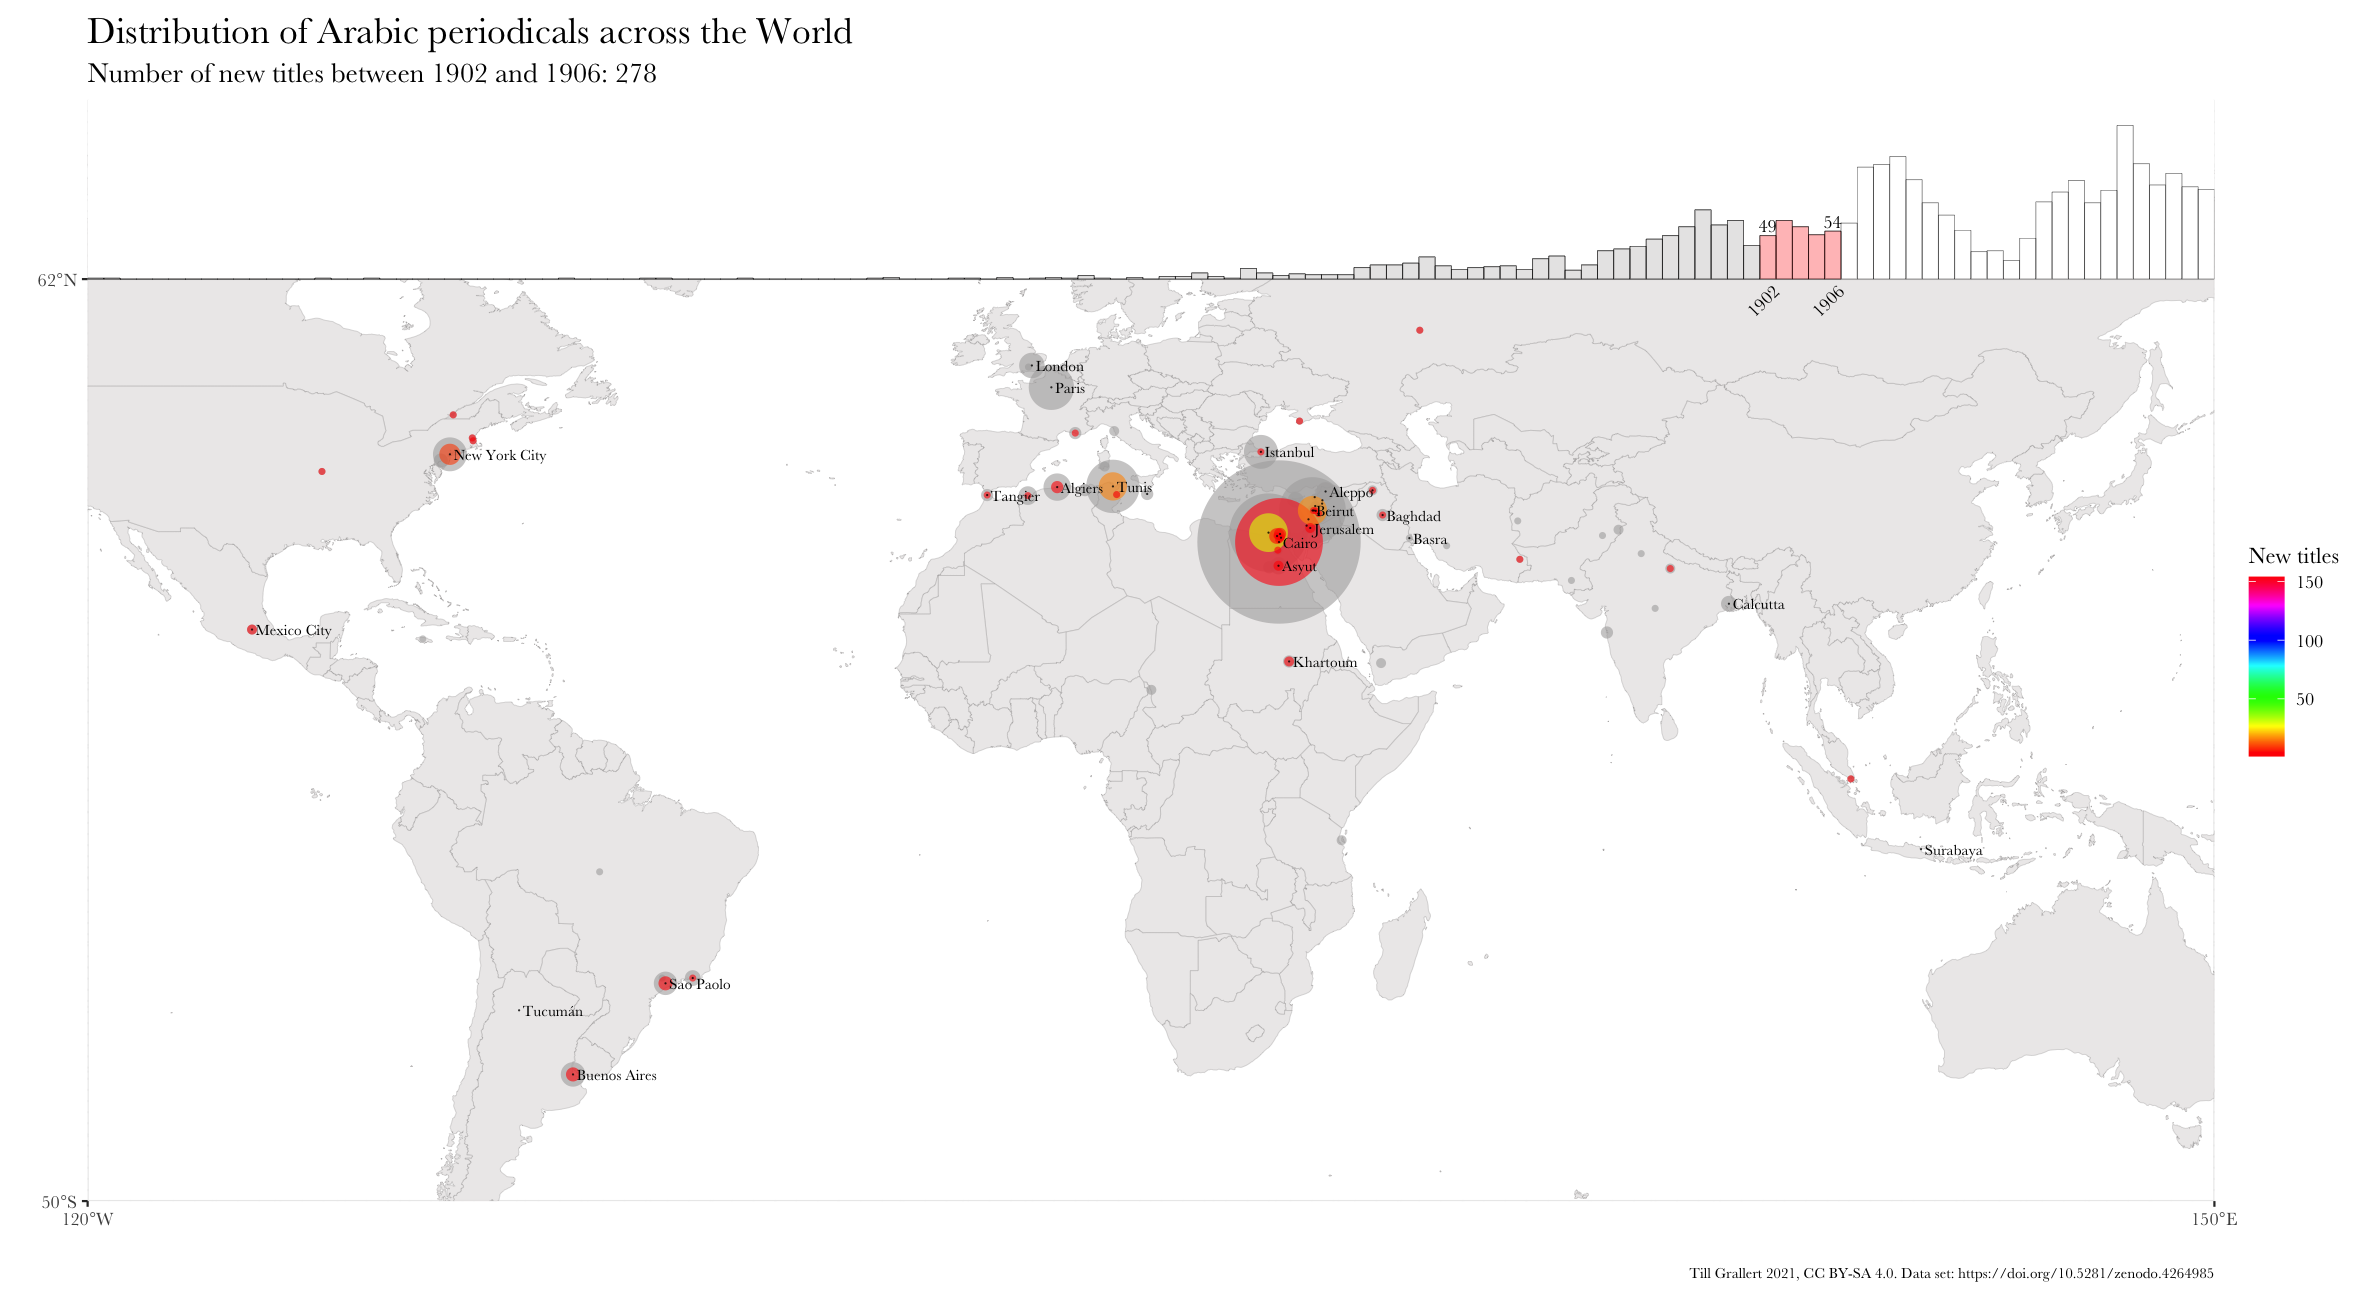 Distribution of Arabic periodicals across the World
Number of new titles between 1902 and 1906: 278
49
54
62°N
1902
1906
London
Paris
New York City
Istanbul
Algiers
Tunis
Tangier
Aleppo
Beirut
Baghdad
Jerusalem
Cairo
Basra
Asyut
New titles
150
100
50
Calcutta
Mexico City
Khartoum
Surabaya
Sao Paolo
Tucumán
Buenos Aires
50°S
120°W
150°E
Till Grallert 2021, CC BY-SA 4.0. Data set: https://doi.org/10.5281/zenodo.4264985